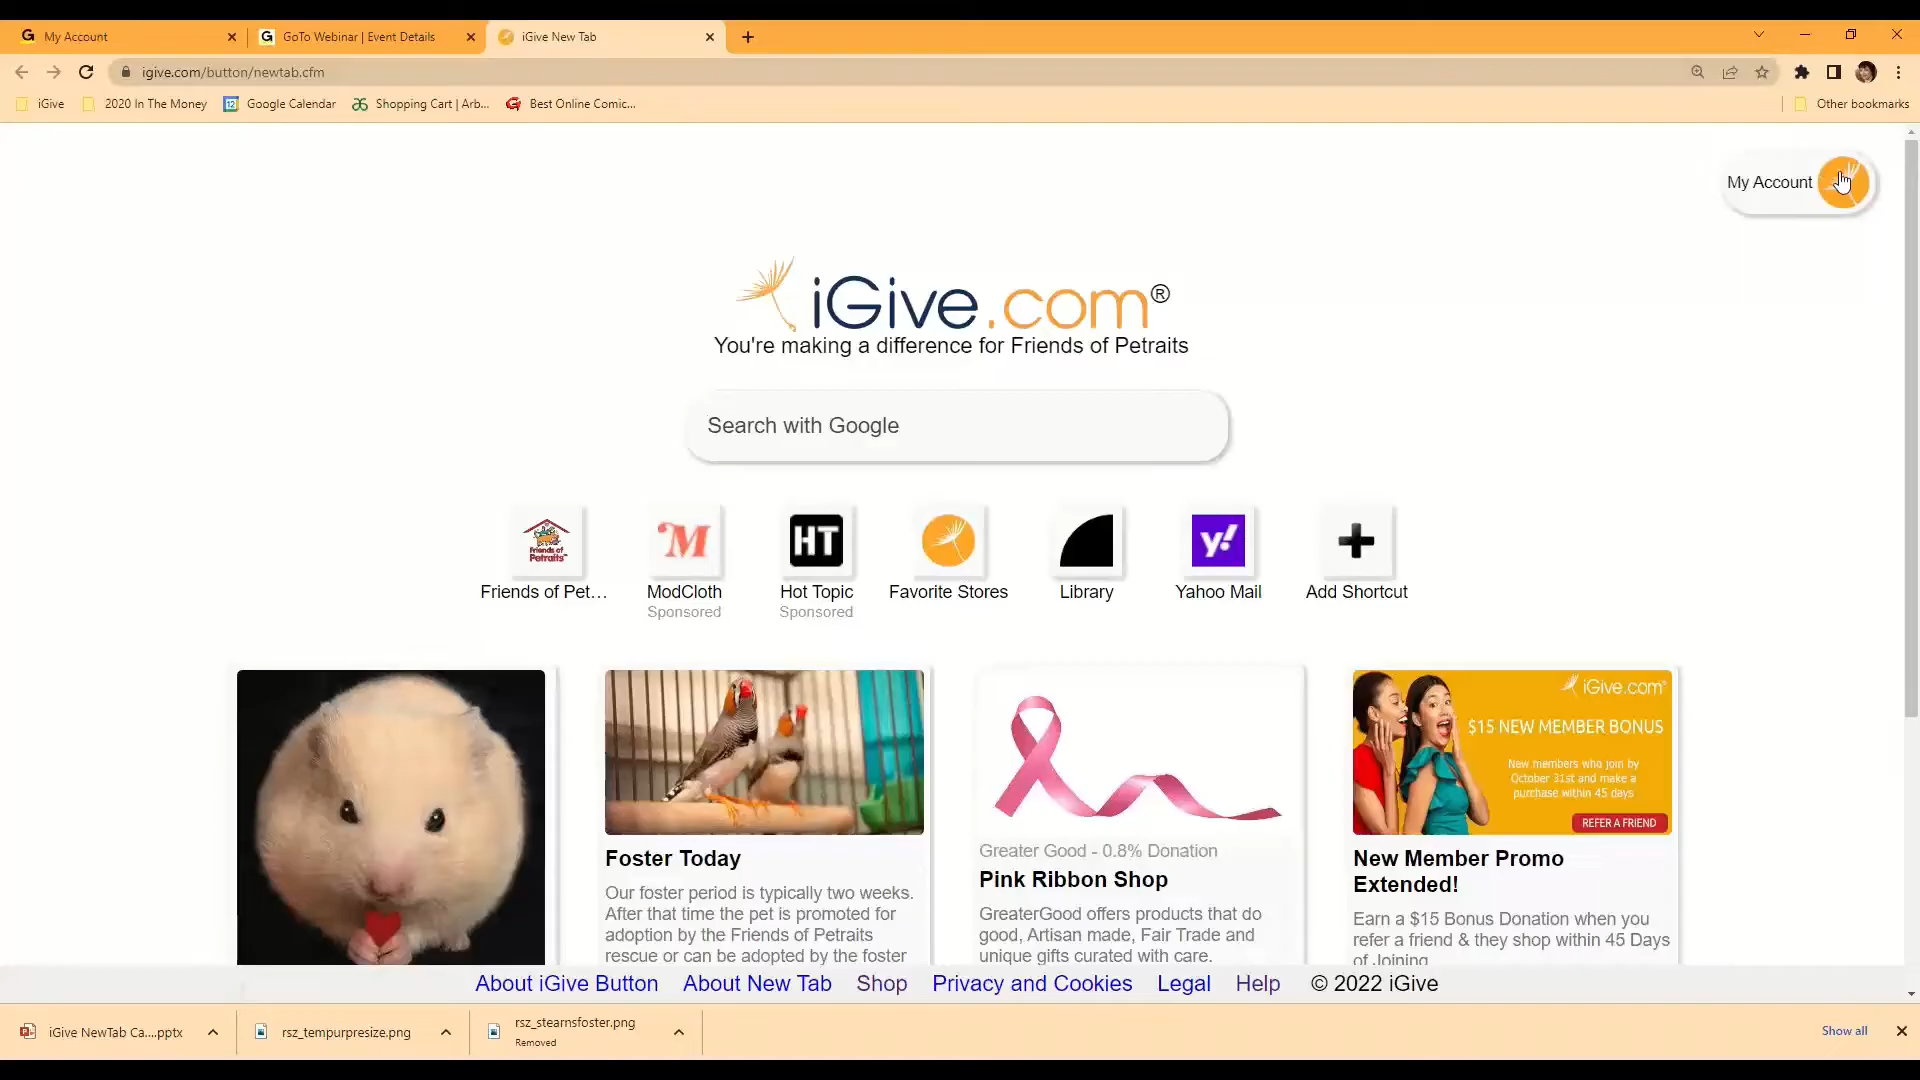 My Account
GoTo Webinar | Event Details
iGive New Tab
igive.com/button/newtab.cfm
iGive
2020 In The Money
Google Calendar
Shopping Cart | Arb...
Best Online Comic...
Other bookmarks
My Account
iGive.com®
You're making a difference for Friends of Petraits
Search with Google
Friends of Petraits
HT
y!
Friends of Pet...
ModCloth
Hot Topic
Favorite Stores
Library
Yahoo Mail
Add Shortcut
Sponsored
Sponsored
iGive.com
$15 NEW MEMBER BONUS
New members who join by
October 31st and make a
purchase within 45 days
REFER A FRIEND
Foster Today
Our foster period is typically two weeks.
After that time the pet is promoted for
adoption by the Friends of Petraits
rescue or can be adopted by the foster
Greater Good - 0.8% Donation
Pink Ribbon Shop
GreaterGood offers products that do
good, Artisan made, Fair Trade and
unique gifts curated with care.
New Member Promo
Extended!
Earn a $15 Bonus Donation when you
refer a friend & they shop within 45 Days
of Joining
About iGive Button About New Tab Shop Privacy and Cookies Legal Help © 2022 iGive
iGive NewTab Ca....pptx
rsz_tempurpresize.png
rsz_stearnsfoster.png
Removed
Show all